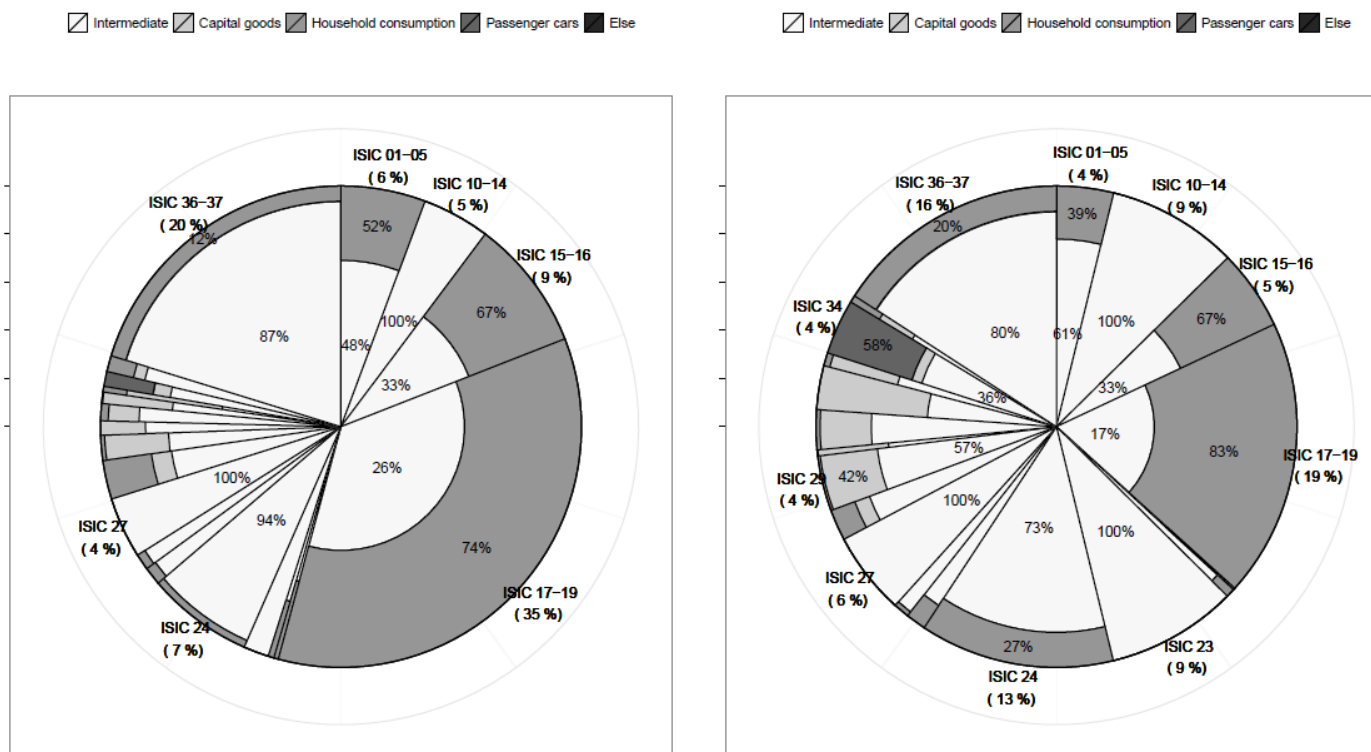 Intermediate Capital goods Household consumption Passenger cars Else
ISIC 01−05
( 6 %)
ISIC 10−14
( 5 %)
ISIC 36−37
( 20 %)
12%
52%
ISIC 15−16
( 9 %)
67%
100%
87%
48%
33%
26%
100%
94%
ISIC 27
( 4 %)
74%
ISIC 17−19
( 35 %)
ISIC 24
( 7 %)
Intermediate Capital goods Household consumption Passenger cars Else
ISIC 01−05
( 4 %)
ISIC 10−14
( 9 %)
ISIC 36−37
( 16 %)
20%
39%
ISIC 15−16
( 5 %)
ISIC 34
( 4 %)
67%
100%
80%
61%
58%
33%
36%
17%
57%
83%
ISIC 17−19
( 19 %)
42%
ISIC 29
( 4 %)
100%
73%
100%
ISIC 27
( 6 %)
27%
ISIC 23
( 9 %)
ISIC 24
( 13 %)